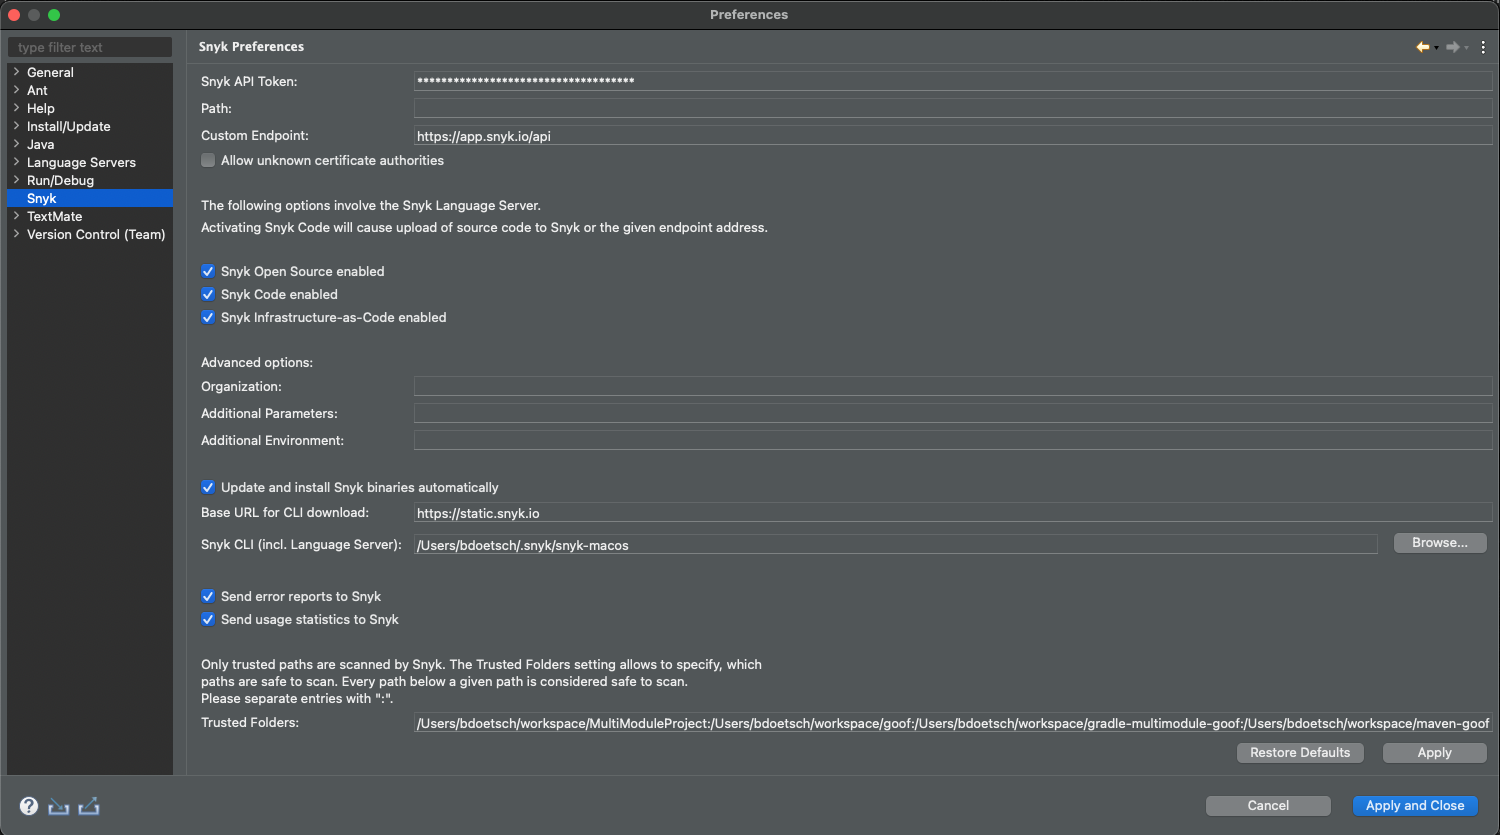 Preferences
type filter text
General
Ant
Help
Install/Update
Java
Language Servers
Run/Debug
Snyk
TextMate
Version Control (Team)
Snyk Preferences
Snyk API Token: ************************************
Path:
Custom Endpoint: https://app.snyk.io/api
Allow unknown certificate authorities
The following options involve the Snyk Language Server.
Activating Snyk Code will cause upload of source code to Snyk or the given endpoint address.
Snyk Open Source enabled
Snyk Code enabled
Snyk Infrastructure-as-Code enabled
Advanced options:
Organization:
Additional Parameters:
Additional Environment:
Update and install Snyk binaries automatically
Base URL for CLI download: https://static.snyk.io
Snyk CLI (incl. Language Server): /Users/bdoetsch/.snyk/snyk-macos Browse...
Send error reports to Snyk
Send usage statistics to Snyk
Only trusted paths are scanned by Snyk. The Trusted Folders setting allows to specify, which
paths are safe to scan. Every path below a given path is considered safe to scan.
Please separate entries with ":".
Trusted Folders: /Users/bdoetsch/workspace/MultiModuleProject:/Users/bdoetsch/workspace/goof:/Users/bdoetsch/workspace/gradle-multimodule-goof:/Users/bdoetsch/workspace/maven-goof
Restore Defaults Apply
? Cancel Apply and Close